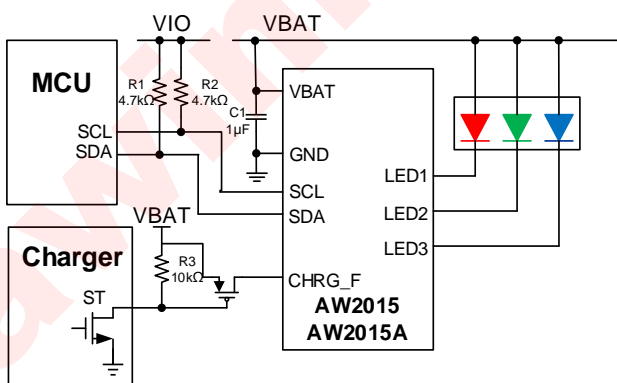 VIO
VBAT
MCU
R1
4.7kΩ
R2
4.7kΩ
SCL
SDA
C1
1μF
VBAT
GND
SCL
SDA
CHRG_F
LED1
LED2
LED3
AW2015
AW2015A
VBAT
Charger
R3
10kΩ
ST
awin